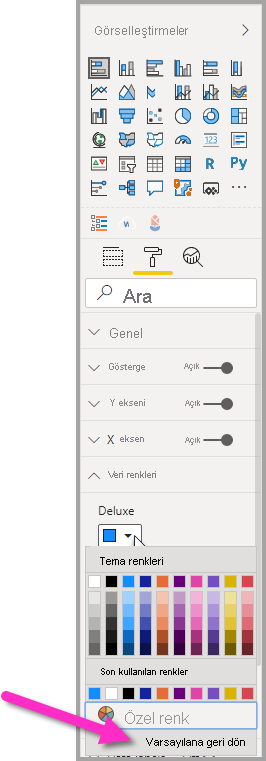 Görselleştirmeler
123
R Py
Ara
Genel
Gösterge Açık
Y ekseni Açık
X eksen Açık
Veri renkleri
Deluxe
Tema renkleri
Son kullanılan renkler
Özel renk
Varsayılana geri dön